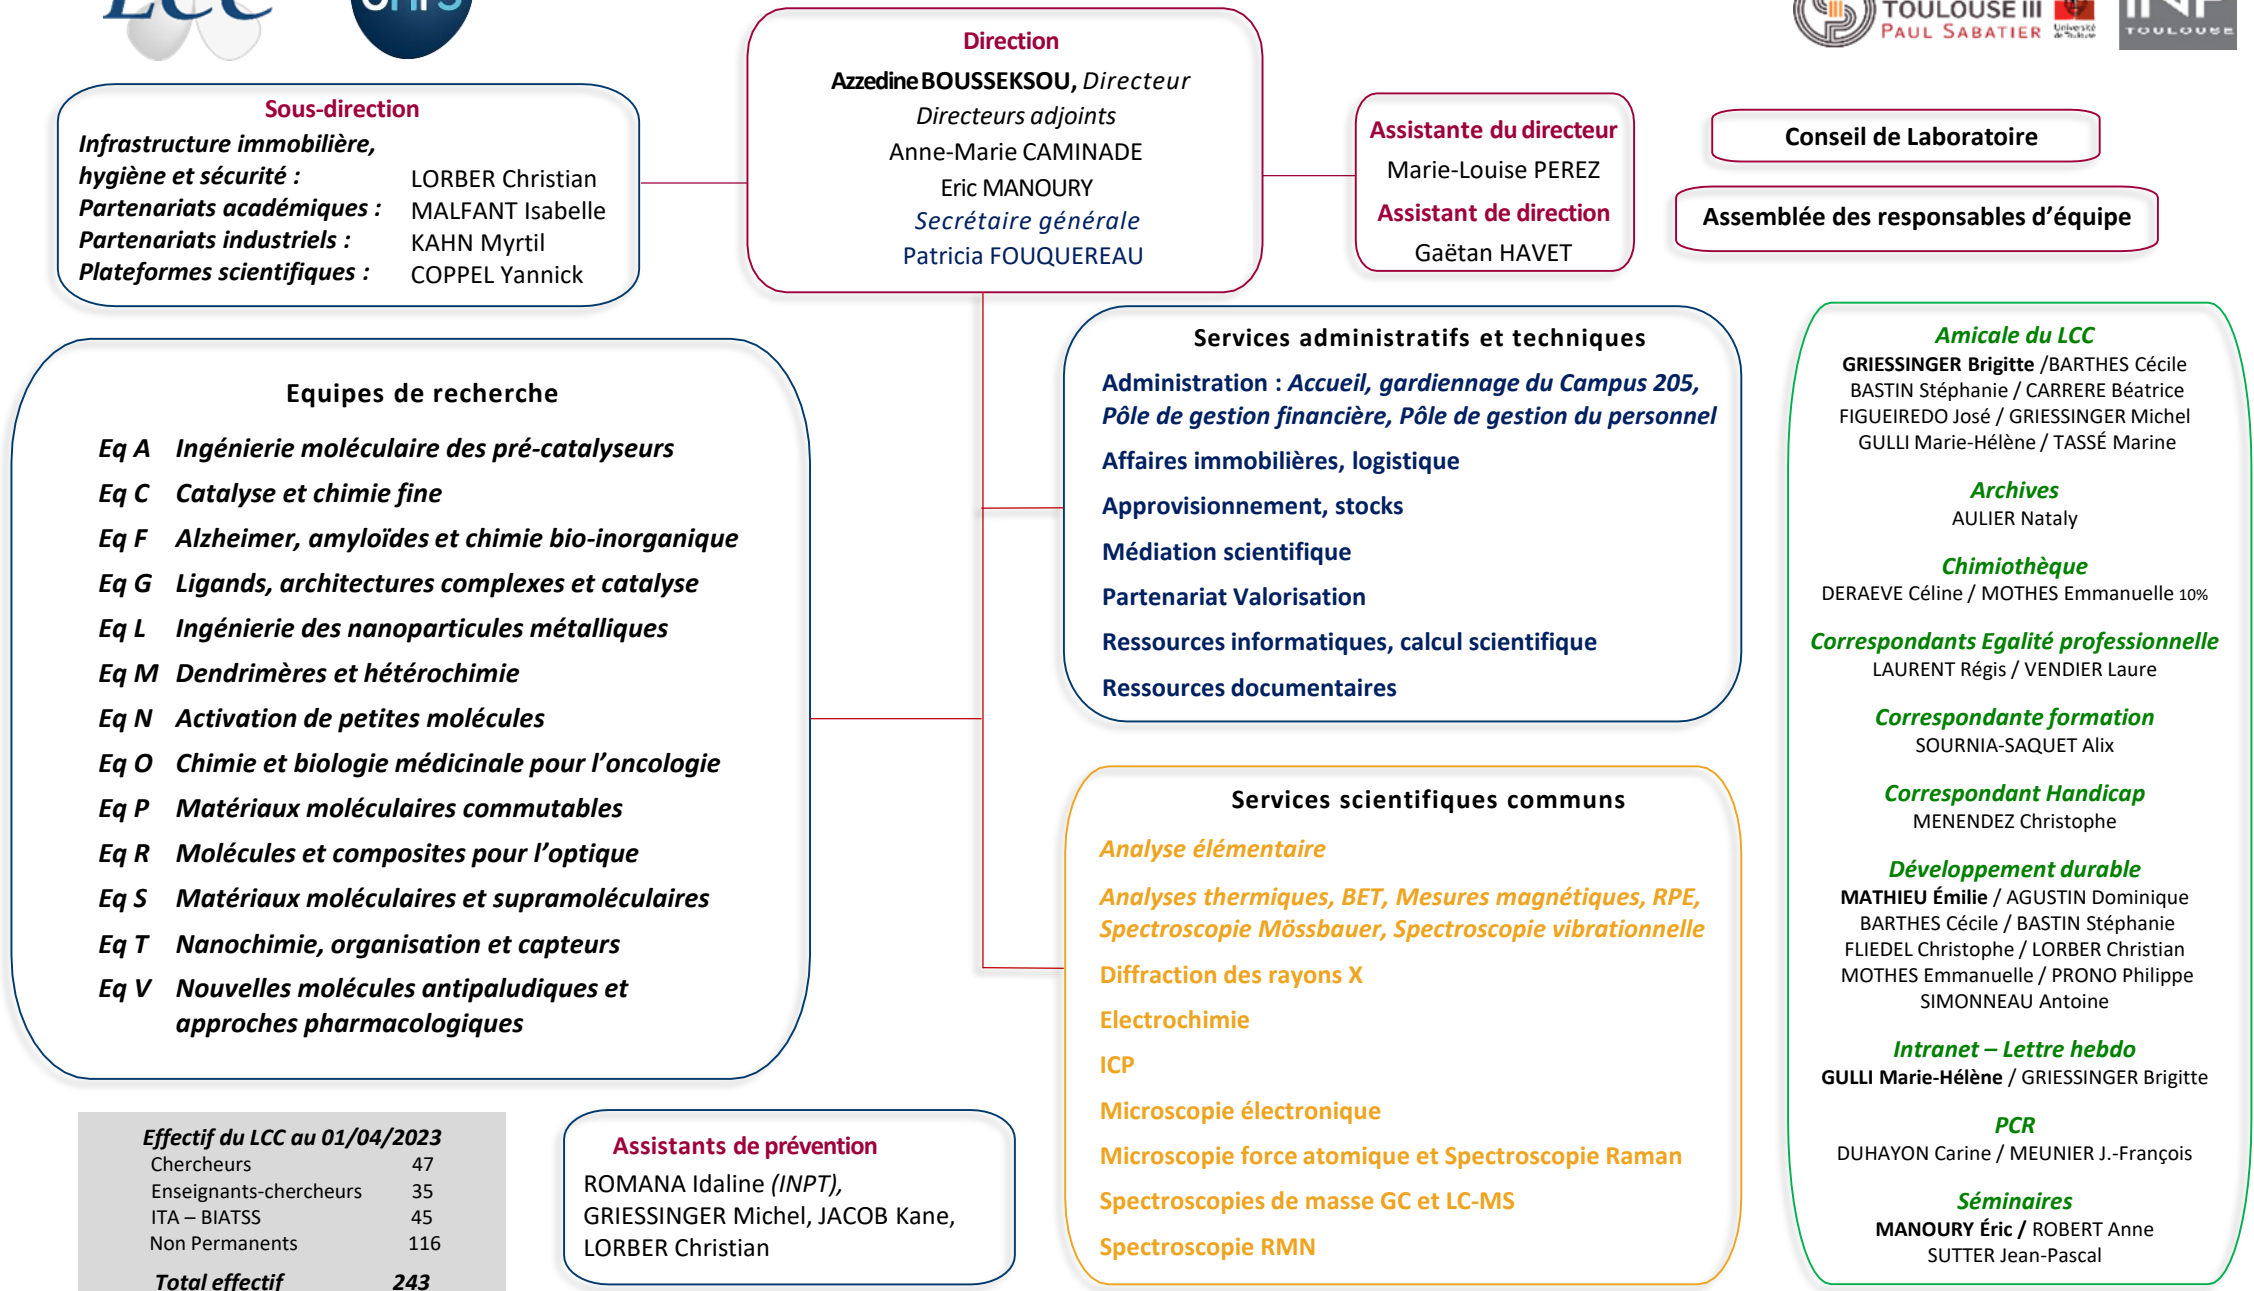 LCC
CNRS
TOULOUSE III
PAUL SABATIER
Université
de Toulouse
INP
TOULOUSE
Direction
Azzedine BOUSSEKSOU, Directeur
Directeurs adjoints
Anne-Marie CAMINADE
Eric MANOURY
Secrétaire générale
Patricia FOUQUEREAU
Sous-direction
Infrastructure immobilière,
hygiène et sécurité : LORBER Christian
Partenariats académiques : MALFANT Isabelle
Partenariats industriels : KAHN Myrtil
Plateformes scientifiques : COPPEL Yannick
Assistante du directeur
Marie-Louise PEREZ
Assistant de direction
Gaëtan HAVET
Conseil de Laboratoire
Assemblée des responsables d’équipe
Equipes de recherche
Eq A Ingénierie moléculaire des pré-catalyseurs
Eq C Catalyse et chimie fine
Eq F Alzheimer, amyloïdes et chimie bio-inorganique
Eq G Ligands, architectures complexes et catalyse
Eq L Ingénierie des nanoparticules métalliques
Eq M Dendrimères et hétérochimie
Eq N Activation de petites molécules
Eq O Chimie et biologie médicinale pour l’oncologie
Eq P Matériaux moléculaires commutables
Eq R Molécules et composites pour l’optique
Eq S Matériaux moléculaires et supramoléculaires
Eq T Nanochimie, organisation et capteurs
Eq V Nouvelles molécules antipaludiques et
approches pharmacologiques
Services administratifs et techniques
Administration : Accueil, gardiennage du Campus 205,
Pôle de gestion financière, Pôle de gestion du personnel
Affaires immobilières, logistique
Approvisionnement, stocks
Médiation scientifique
Partenariat Valorisation
Ressources informatiques, calcul scientifique
Ressources documentaires
Services scientifiques communs
Analyse élémentaire
Analyses thermiques, BET, Mesures magnétiques, RPE,
Spectroscopie Mössbauer, Spectroscopie vibrationnelle
Diffraction des rayons X
Electrochimie
ICP
Microscopie électronique
Microscopie force atomique et Spectroscopie Raman
Spectroscopies de masse GC et LC-MS
Spectroscopie RMN
Amicale du LCC
GRIESSINGER Brigitte /BARTHES Cécile
BASTIN Stéphanie / CARRERE Béatrice
FIGUEIREDO José / GRIESSINGER Michel
GULLI Marie-Hélène / TASSÉ Marine
Archives
AULIER Nataly
Chimiothèque
DERAEVE Céline / MOTHES Emmanuelle 10%
Correspondants Egalité professionnelle
LAURENT Régis / VENDIER Laure
Correspondante formation
SOURNIA-SAQUET Alix
Correspondant Handicap
MENENDEZ Christophe
Développement durable
MATHIEU Émilie / AGUSTIN Dominique
BARTHES Cécile / BASTIN Stéphanie
FLIEDEL Christophe / LORBER Christian
MOTHES Emmanuelle / PRONO Philippe
SIMONNEAU Antoine
Intranet – Lettre hebdo
GULLI Marie-Hélène / GRIESSINGER Brigitte
PCR
DUHAYON Carine / MEUNIER J.-François
Séminaires
MANOURY Éric / ROBERT Anne
SUTTER Jean-Pascal
Effectif du LCC au 01/04/2023
Chercheurs 47
Enseignants-chercheurs 35
ITA – BIATSS 45
Non Permanents 116
Total effectif 243
Assistants de prévention
ROMANA Idaline (INPT),
GRIESSINGER Michel, JACOB Kane,
LORBER Christian